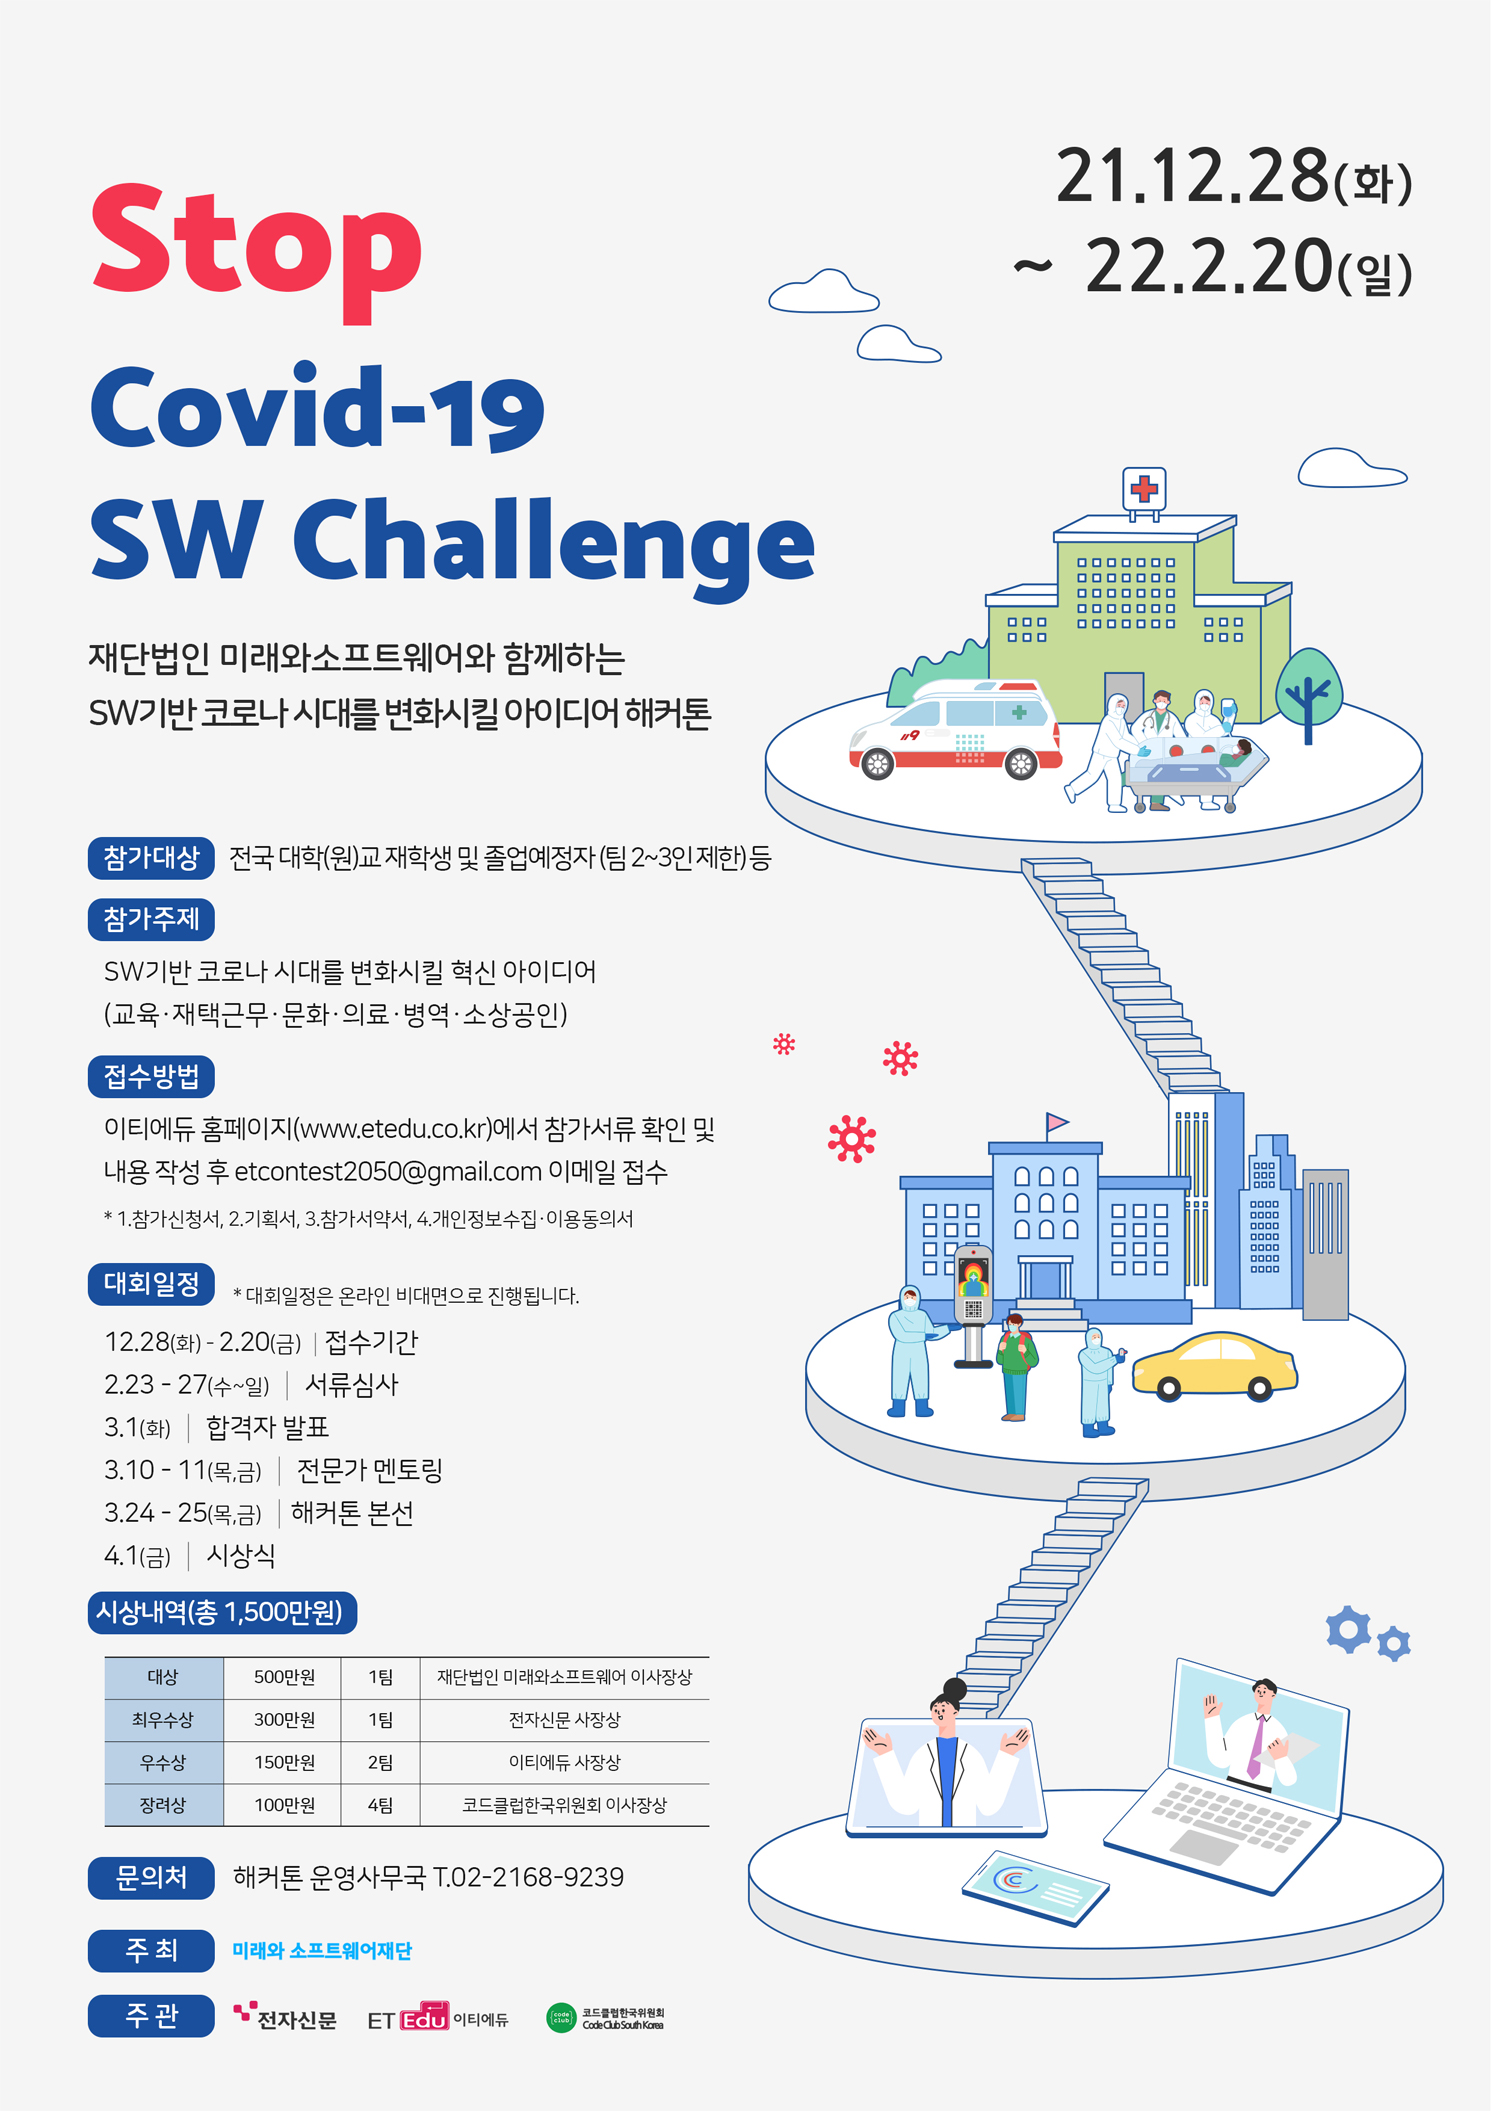 21.12.28(화)
~ 22.2.20(일)
Stop
Covid-19
SW Challenge
재단법인 미래와소프트웨어와 함께하는
SW기반 코로나 시대를 변화시킬 아이디어 해커톤
119
참가대상 전국 대학(원)교 재학생 및 졸업예정자 (팀 2~3인 제한) 등
참가주제
SW기반 코로나 시대를 변화시킬 혁신 아이디어
(교육·재택근무·문화·의료·병역·소상공인)
접수방법
이티에듀 홈페이지(www.etedu.co.kr)에서 참가서류 확인 및
내용 작성 후 etcontest2050@gmail.com 이메일 접수
* 1.참가신청서, 2.기획서, 3.참가서약서, 4.개인정보수집·이용동의서
대회일정 * 대회일정은 온라인 비대면으로 진행됩니다.
12.28(화) - 2.20(금) | 접수기간
2.23 - 27(수~일) | 서류심사
3.1(화) | 합격자 발표
3.10 - 11(목,금) | 전문가 멘토링
3.24 - 25(목,금) | 해커톤 본선
4.1(금) | 시상식
시상내역(총 1,500만원)
대상 500만원 1팀 재단법인 미래와소프트웨어 이사장상
최우수상 300만원 1팀 전자신문 사장상
우수상 150만원 2팀 이티에듀 사장상
장려상 100만원 4팀 코드클럽한국위원회 이사장상
문의처 해커톤 운영사무국 T.02-2168-9239
주 최 미래와 소프트웨어재단
주 관 전자신문 ET Edu 이티에듀 code club 코드클럽한국위원회
Code Club South Korea